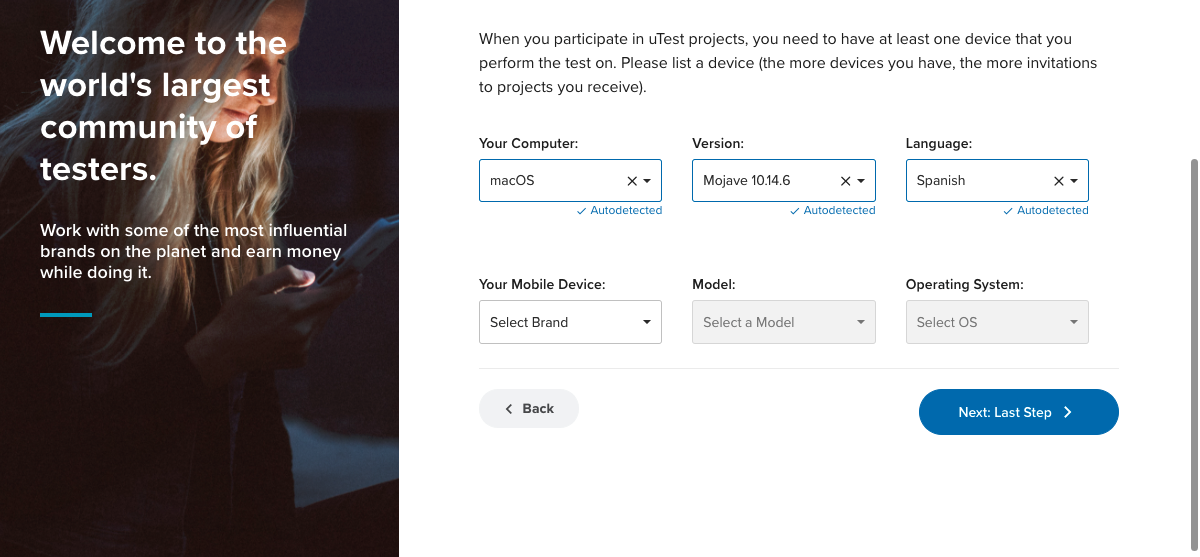 Welcome to the
world's largest
community of
testers.
Work with some of the most influential
brands on the planet and earn money
while doing it.
When you participate in uTest projects, you need to have at least one device that you
perform the test on. Please list a device (the more devices you have, the more invitations
to projects you receive).
Your Computer: Version: Language:
macOS Mojave 10.14.6 Spanish
Autodetected Autodetected Autodetected
Your Mobile Device: Model: Operating System:
Select Brand Select a Model Select OS
Back Next: Last Step